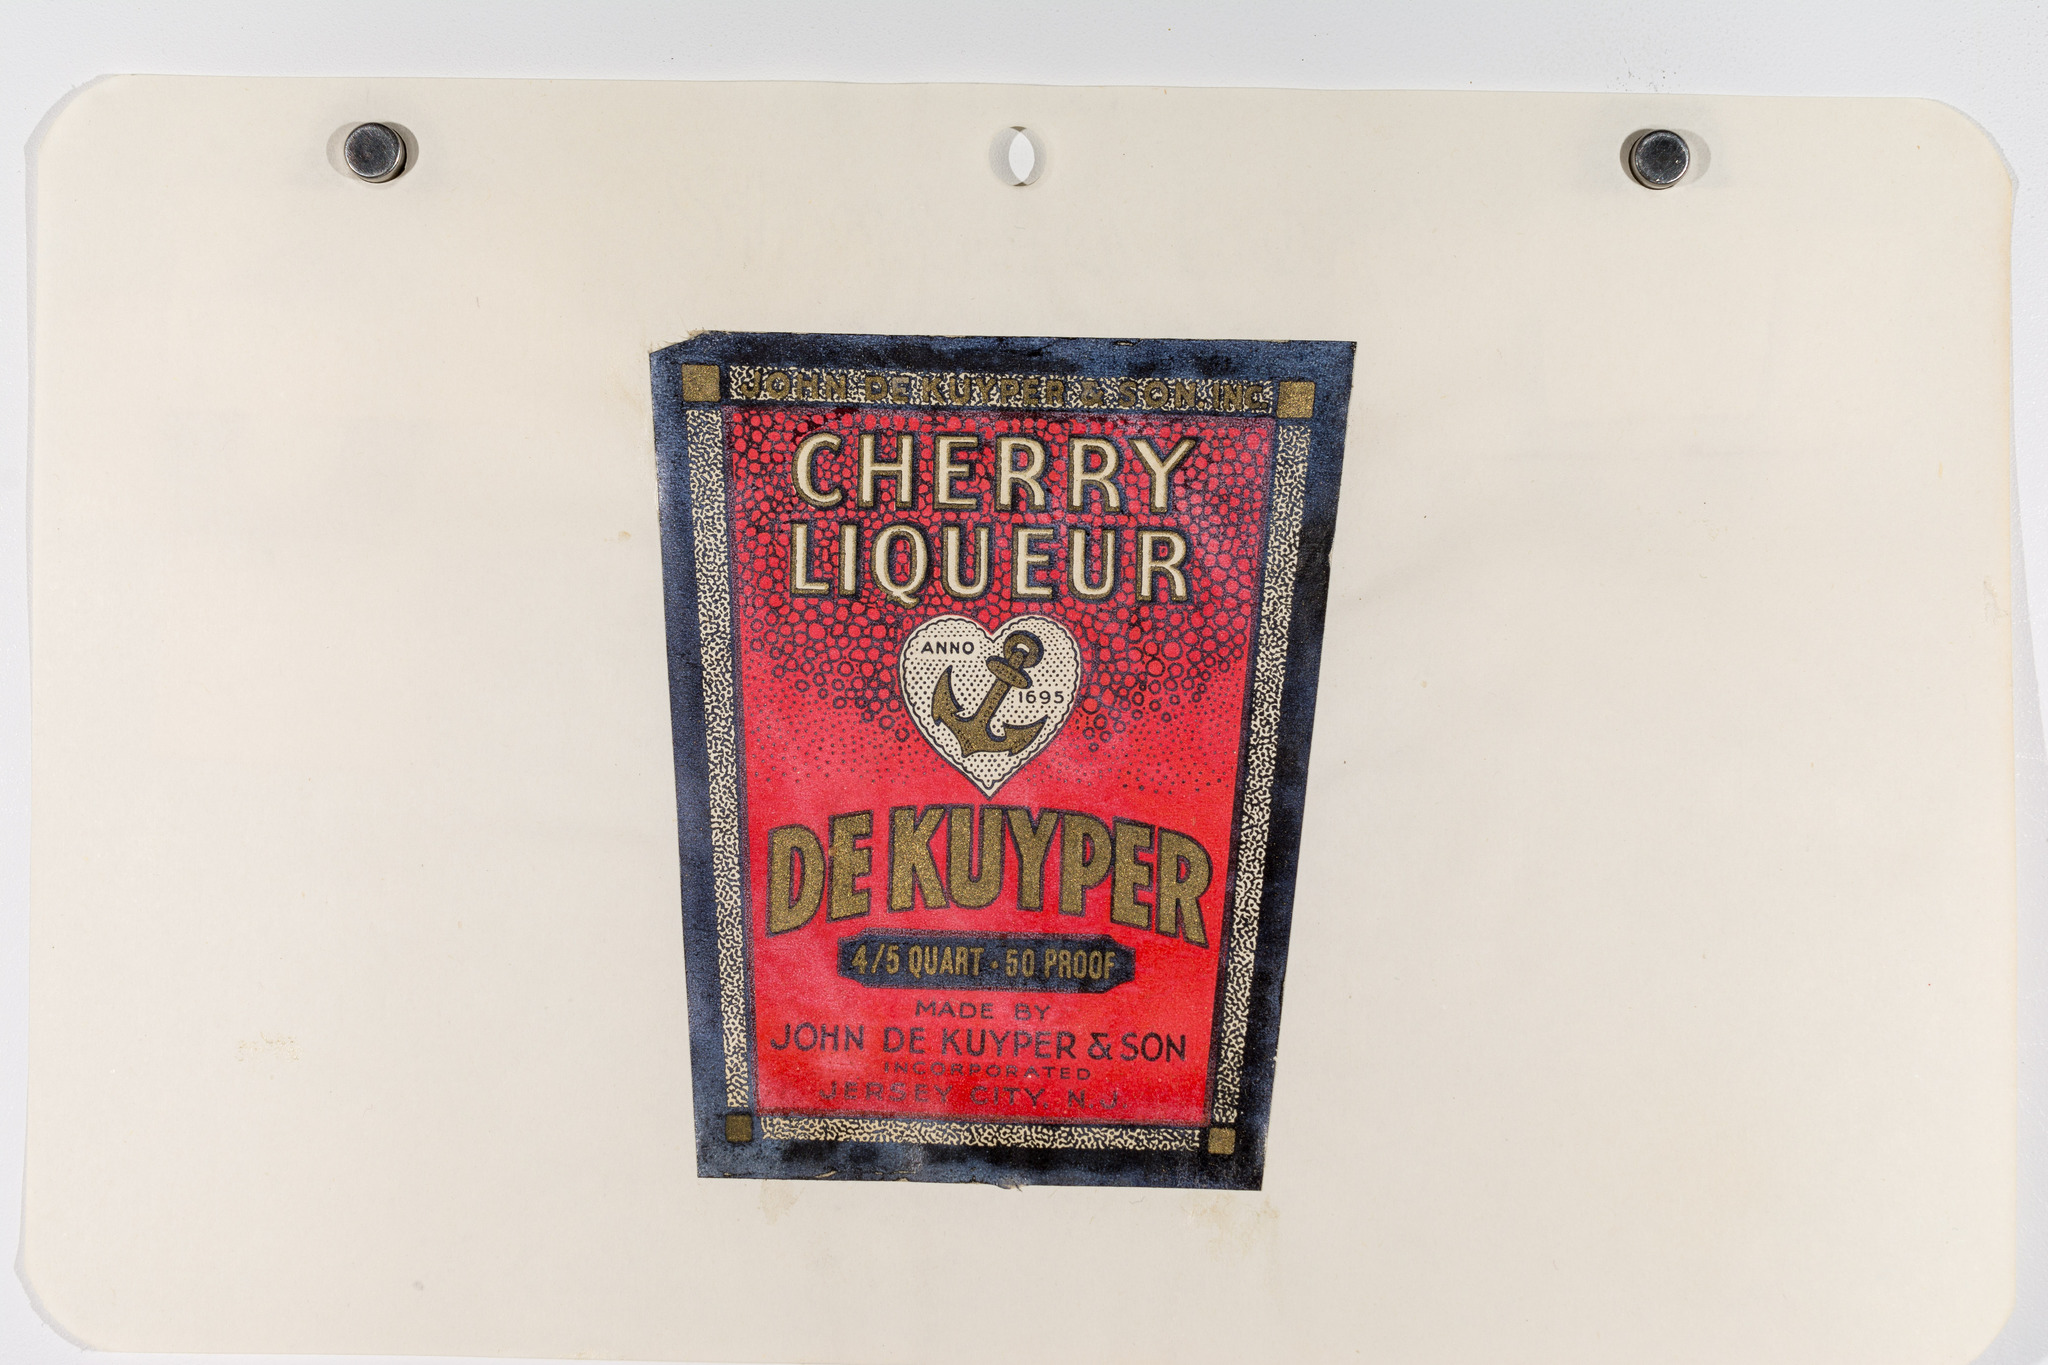 JOHN DE KUYPER & SON. INC.
CHERRY
LIQUEUR
ANNO
1695
DE KUYPER
4/5 QUART · 50 PROOF
MADE BY
JOHN DE KUYPER & SON
INCORPORATED
JERSEY CITY, N.J.